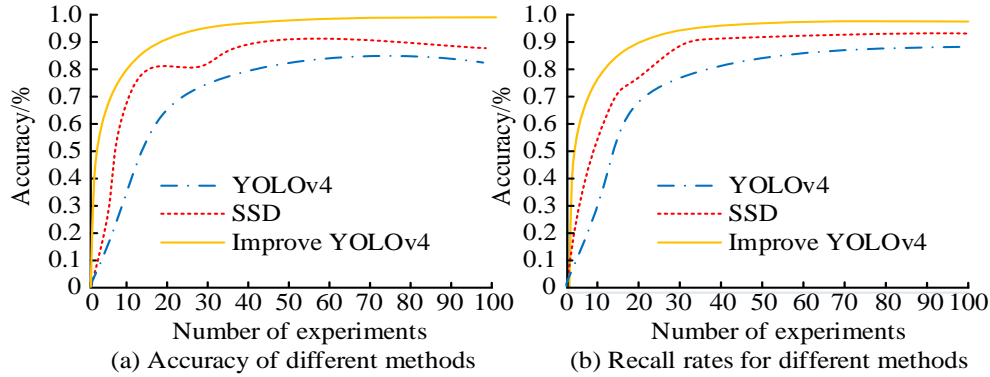 1.0
0.9
0.8
0.7
0.6
0.5
0.4
0.3
0.2
0.1
0
Accuracy/%
YOLOv4
SSD
Improve YOLOv4
0 10 20 30 40 50 60 70 80 90 100
Number of experiments
(a) Accuracy of different methods
1.0
0.9
0.8
0.7
0.6
0.5
0.4
0.3
0.2
0.1
0
Accuracy/%
YOLOv4
SSD
Improve YOLOv4
0 10 20 30 40 50 60 70 80 90 100
Number of experiments
(b) Recall rates for different methods